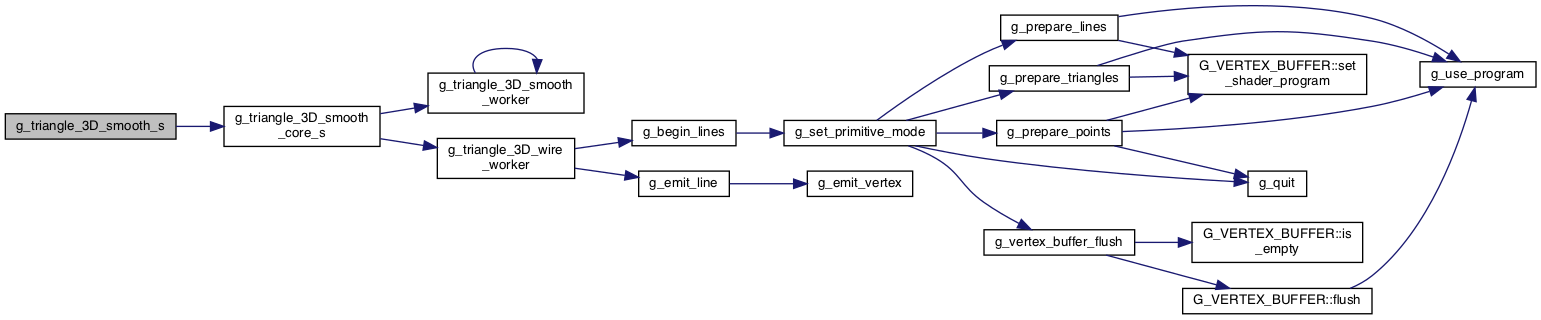 g_triangle_3D_smooth_s
g_triangle_3D_smooth
_core_s
g_triangle_3D_smooth
_worker
g_triangle_3D_wire
_worker
g_begin_lines
g_emit_line
g_set_primitive_mode
g_emit_vertex
g_prepare_lines
g_prepare_triangles
g_prepare_points
g_vertex_buffer_flush
G_VERTEX_BUFFER::set
_shader_program
g_quit
G_VERTEX_BUFFER::is
_empty
G_VERTEX_BUFFER::flush
g_use_program